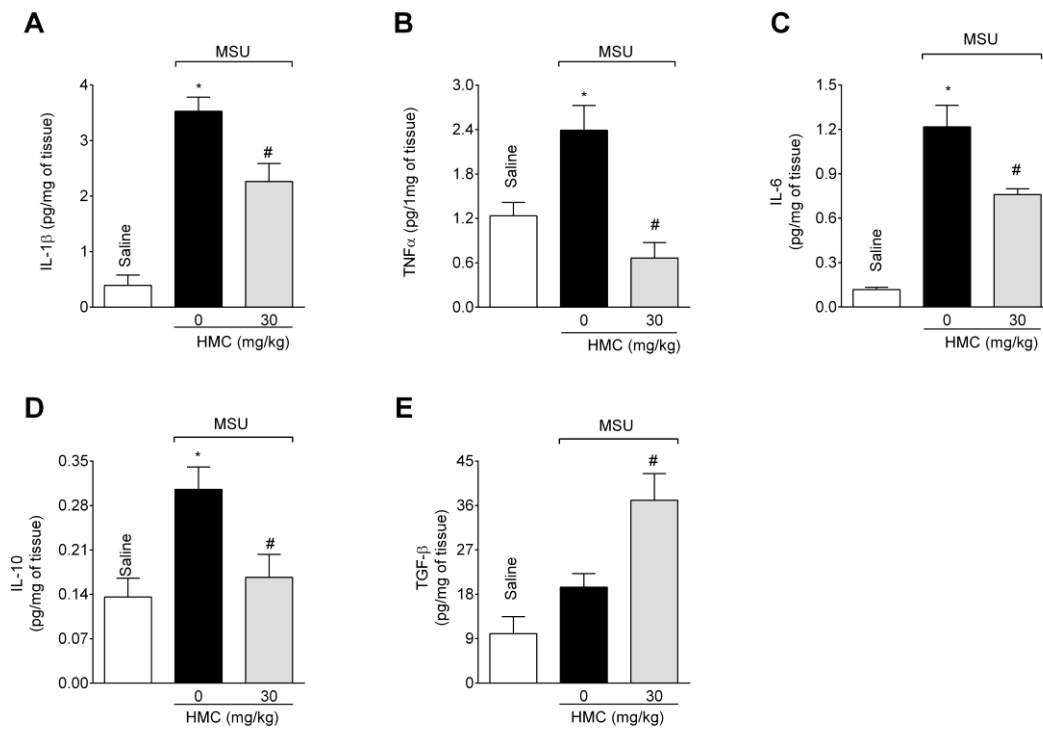 A
MSU
IL-1β (pg/mg of tissue)
4
3
2
1
0
Saline
*
#
0
30
HMC (mg/kg)
B
MSU
TNFα (pg/1mg of tissue)
3.0
2.4
1.8
1.2
0.6
0.0
Saline
*
#
0
30
HMC (mg/kg)
C
MSU
IL-6
(pg/mg of tissue)
1.5
1.2
0.9
0.6
0.3
0.0
Saline
*
#
0
30
HMC (mg/kg)
D
MSU
IL-10
(pg/mg of tissue)
0.35
0.28
0.21
0.14
0.07
0.00
Saline
*
#
0
30
HMC (mg/kg)
E
MSU
TGF-β
(pg/mg of tissue)
45
36
27
18
9
0
Saline
#
0
30
HMC (mg/kg)